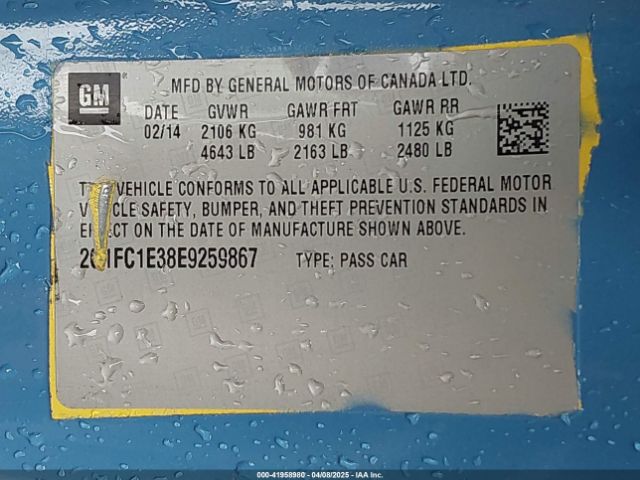 GM
MFD BY GENERAL MOTORS OF CANADA LTD.
DATE GVWR GAWR FRT GAWR RR
02/14 2106 KG 981 KG 1125 KG
4643 LB 2163 LB 2480 LB
VEHICLE CONFORMS TO ALL APPLICABLE U.S. FEDERAL MOTOR
SAFETY, BUMPER, AND THEFT PREVENTION STANDARDS IN
ON THE DATE OF MANUFACTURE SHOWN ABOVE.
TYPE: PASS CAR
000-41958980 - 04/08/2025 - IAAI.COM